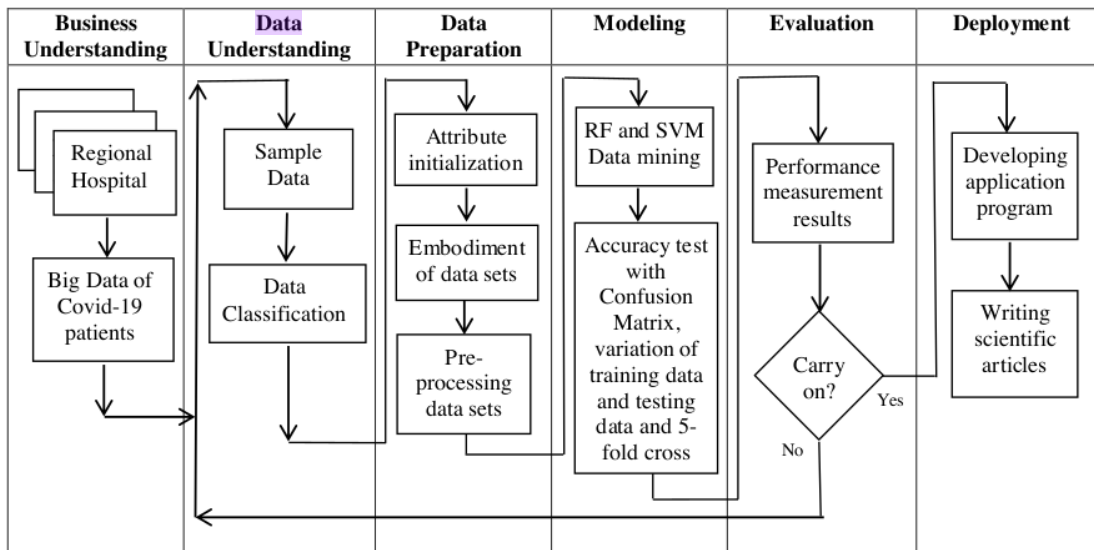 Business
Understanding
Data
Understanding
Data
Preparation
Modeling
Evaluation
Deployment
Regional
Hospital
Big Data of
Covid-19
patients
Sample
Data
Data
Classification
Attribute
initialization
Embodiment
of data sets
Pre-
processing
data sets
RF and SVM
Data mining
Accuracy test
with
Confusion
Matrix,
variation of
training data
and testing
data and 5-
fold cross
Performance
measurement
results
Carry
on?
Yes
No
Developing
application
program
Writing
scientific
articles